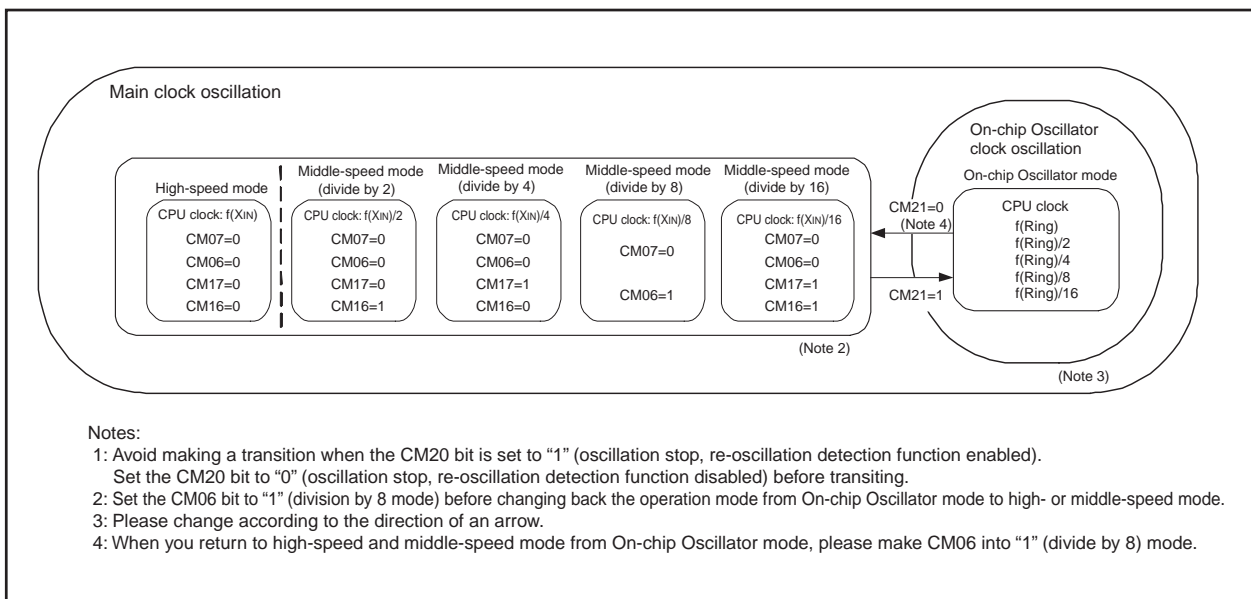 Main clock oscillation
On-chip Oscillator
clock oscillation
High-speed mode
CPU clock: f(XIN)
CM07=0
CM06=0
CM17=0
CM16=0
Middle-speed mode
(divide by 2)
CPU clock: f(XIN)/2
CM07=0
CM06=0
CM17=0
CM16=1
Middle-speed mode
(divide by 4)
CPU clock: f(XIN)/4
CM07=0
CM06=0
CM17=1
CM16=0
Middle-speed mode
(divide by 8)
CPU clock: f(XIN)/8
CM07=0
CM06=1
Middle-speed mode
(divide by 16)
CPU clock: f(XIN)/16
CM07=0
CM06=0
CM17=1
CM16=1
(Note 2)
CM21=0
(Note 4)
CM21=1
On-chip Oscillator mode
CPU clock
f(Ring)
f(Ring)/2
f(Ring)/4
f(Ring)/8
f(Ring)/16
(Note 3)
Notes:
1: Avoid making a transition when the CM20 bit is set to “1” (oscillation stop, re-oscillation detection function enabled).
Set the CM20 bit to “0” (oscillation stop, re-oscillation detection function disabled) before transiting.
2: Set the CM06 bit to “1” (division by 8 mode) before changing back the operation mode from On-chip Oscillator mode to high- or middle-speed mode.
3: Please change according to the direction of an arrow.
4: When you return to high-speed and middle-speed mode from On-chip Oscillator mode, please make CM06 into “1” (divide by 8) mode.